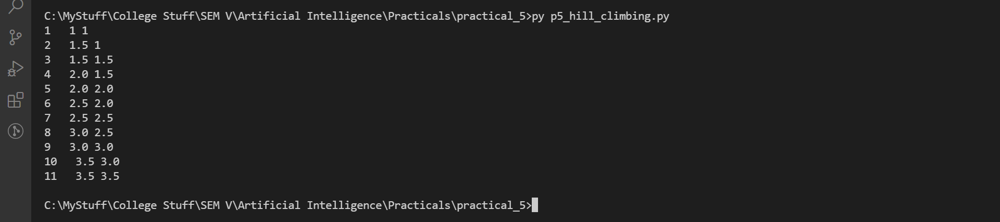 C:\MyStuff\College Stuff\SEM V\Artificial Intelligence\Practicals\practical_5>py p5_hill_climbing.py
1   1 1
2   1.5 1
3   1.5 1.5
4   2.0 1.5
5   2.0 2.0
6   2.5 2.0
7   2.5 2.5
8   3.0 2.5
9   3.0 3.0
10   3.5 3.0
11   3.5 3.5
C:\MyStuff\College Stuff\SEM V\Artificial Intelligence\Practicals\practical_5>